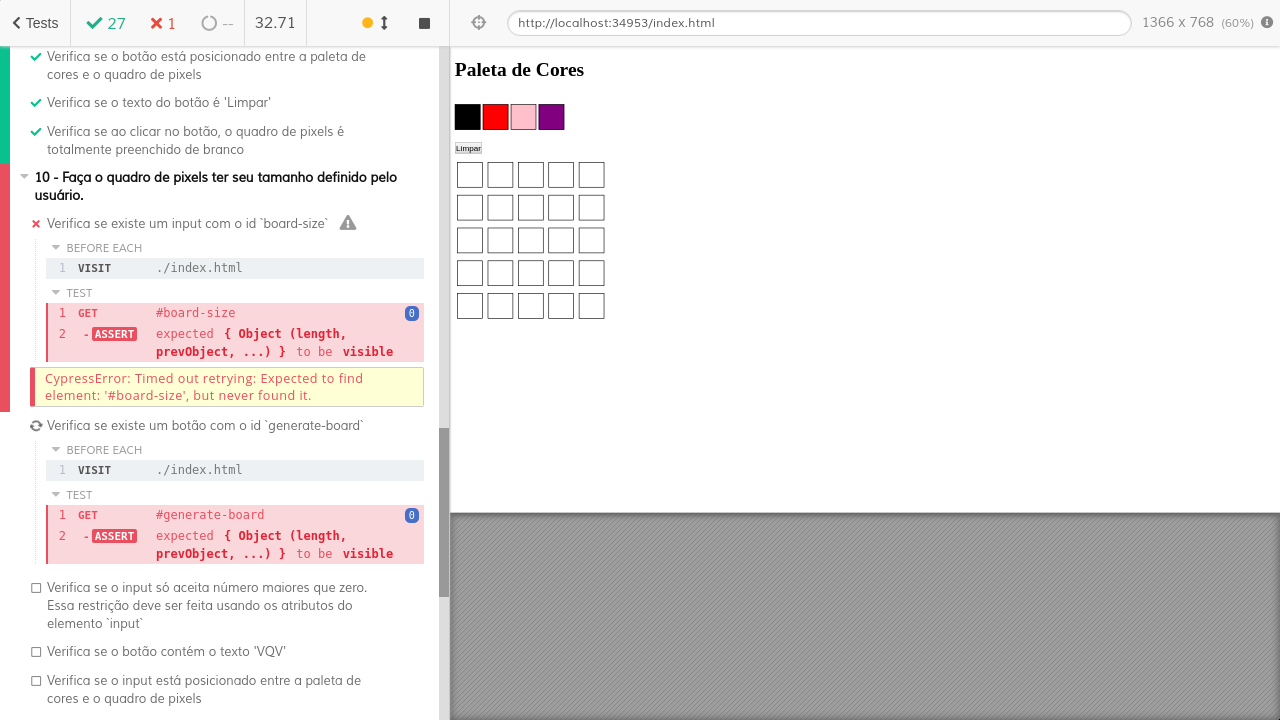 Tests
27
1
--
32.71
http://localhost:34953/index.html
1366 x 768 (60%)
Verifica se o botão está posicionado entre a paleta de
cores e o quadro de pixels
Verifica se o texto do botão é 'Limpar'
Verifica se ao clicar no botão, o quadro de pixels é
totalmente preenchido de branco
10 - Faça o quadro de pixels ter seu tamanho definido pelo
usuário.
Verifica se existe um input com o id `board-size`
BEFORE EACH
1 VISIT ./index.html
TEST
1 GET #board-size 0
2 -ASSERT expected { Object (length,
prevObject, ...) } to be visible
CypressError: Timed out retrying: Expected to find
element: '#board-size', but never found it.
Verifica se existe um botão com o id `generate-board`
BEFORE EACH
1 VISIT ./index.html
TEST
1 GET #generate-board 0
2 -ASSERT expected { Object (length,
prevObject, ...) } to be visible
Verifica se o input só aceita número maiores que zero.
Essa restrição deve ser feita usando os atributos do
elemento `input`
Verifica se o botão contém o texto 'VQV'
Verifica se o input está posicionado entre a paleta de
cores e o quadro de pixels
Paleta de Cores
Limpar